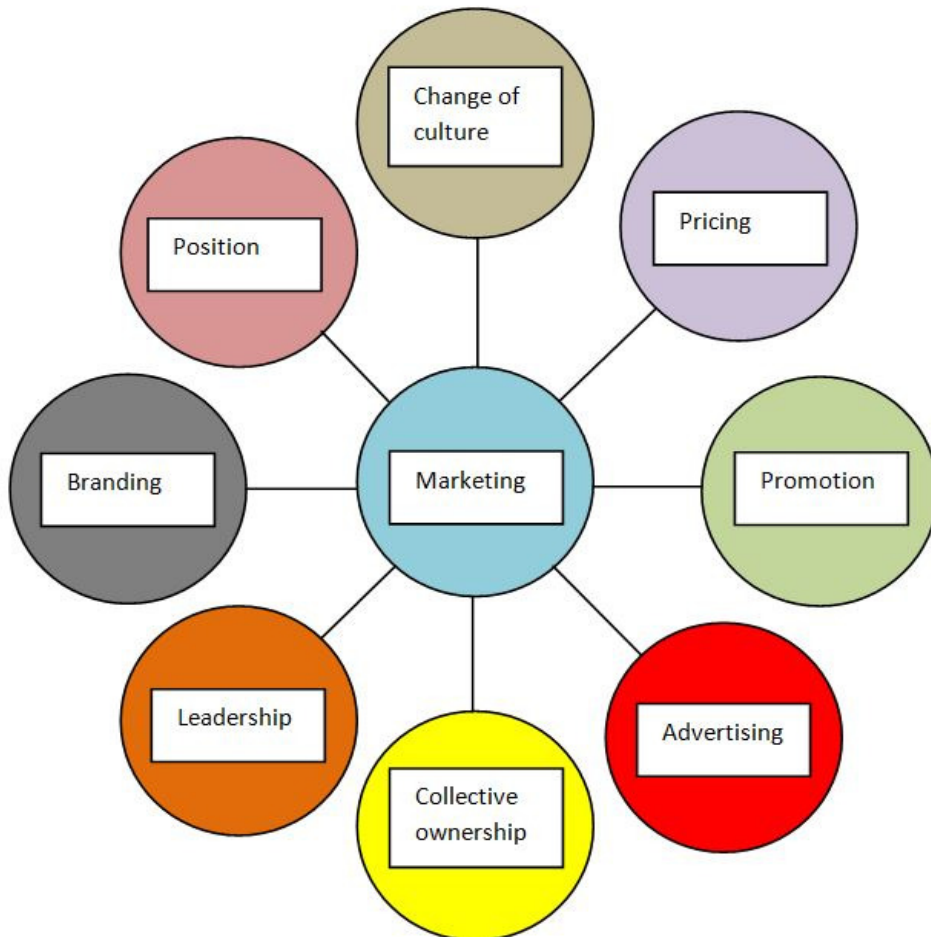 Change of
culture
Pricing
Position
Branding
Marketing
Promotion
Leadership
Advertising
Collective
ownership